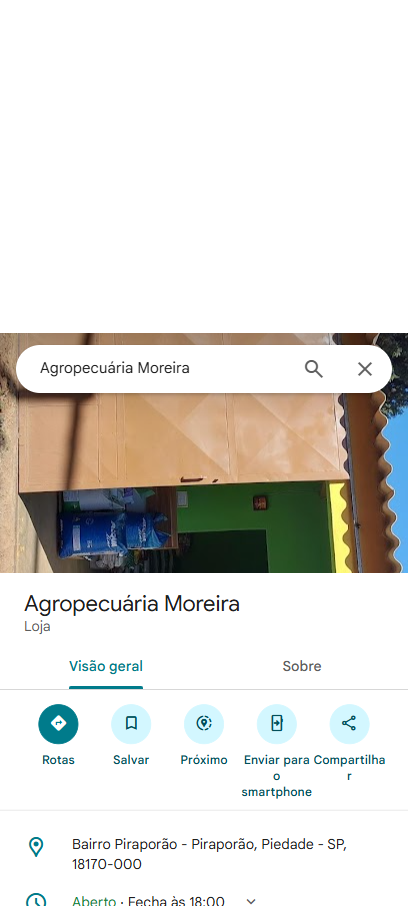 Agropecuária Moreira
Agropecuária Moreira
Loja
Visão geral
Sobre
Rotas
Salvar
Próximo
Enviar para
o
smartphone
Compartilha
r
Bairro Piraporão - Piraporão, Piedade - SP,
18170-000
Aberto · Fecha às 18:00